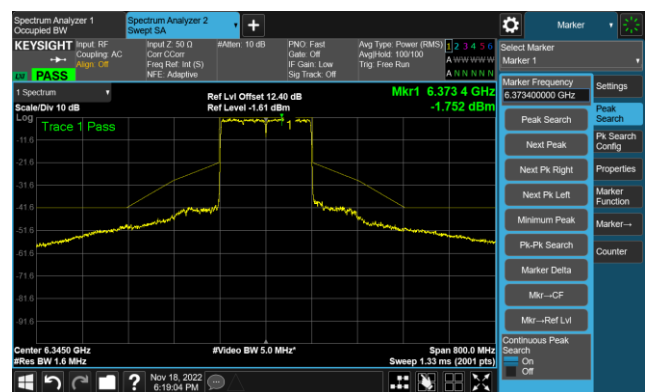 Spectrum Analyzer 1
Occupied BW
Spectrum Analyzer 2
Swept SA
Marker
KEYSIGHT
Input: RF
Coupling: AC
Align: Off
Input Z: 50 Ω
Corr CCorr
Freq Ref: Int (S)
NFE: Adaptive
#Atten: 10 dB
PNO: Fast
Gate: Off
IF Gain: Low
Sig Track: Off
Avg Type: Power (RMS)
Avg|Hold: 100/100
Trig: Free Run
1 2 3 4 5 6
A W W W W W
A N N N N N
LW PASS
Select Marker
Marker 1
1 Spectrum
Scale/Div 10 dB
Ref Lvl Offset 12.40 dB
Ref Level -1.61 dBm
Mkr1 6.373 4 GHz
-1.752 dBm
Log
Trace 1 Pass
1
-11.6
-21.6
-31.6
-41.6
-51.6
-61.6
-71.6
-81.6
-91.6
Center 6.3450 GHz
#Res BW 1.6 MHz
#Video BW 5.0 MHz*
Span 800.0 MHz
Sweep 1.33 ms (2001 pts)
Marker Frequency
6.373400000 GHz
Peak Search
Next Peak
Next Pk Right
Next Pk Left
Minimum Peak
Pk-Pk Search
Marker Delta
Mkr→CF
Mkr→Ref Lvl
Continuous Peak
Search
On
Off
Settings
Peak
Search
Pk Search
Config
Properties
Marker
Function
Marker→
Counter
Nov 18, 2022
6:19:04 PM